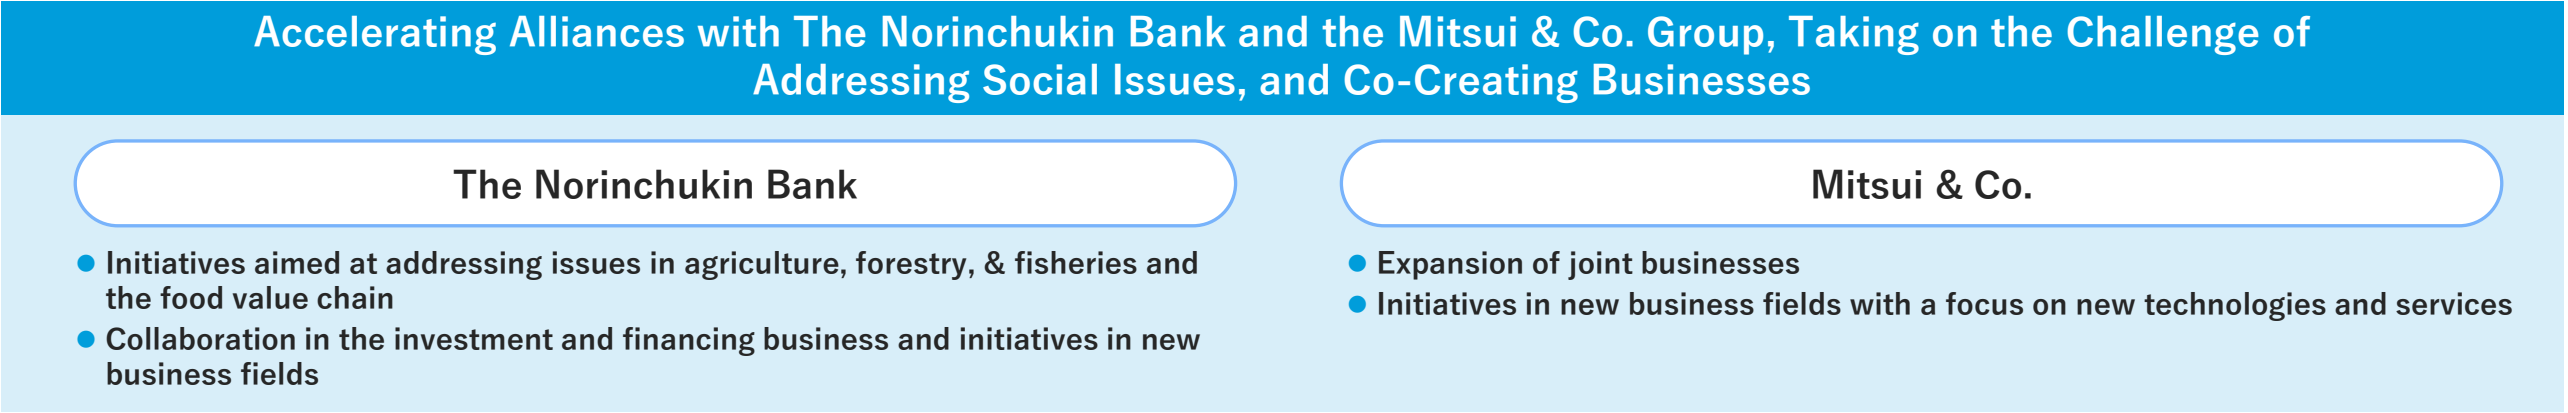 Accelerating Alliances with The Norinchukin Bank and the Mitsui & Co. Group, Taking on the Challenge of
Addressing Social Issues, and Co-Creating Businesses
The Norinchukin Bank
● Initiatives aimed at addressing issues in agriculture, forestry, & fisheries and
the food value chain
● Collaboration in the investment and financing business and initiatives in new
business fields
Mitsui & Co.
● Expansion of joint businesses
● Initiatives in new business fields with a focus on new technologies and services